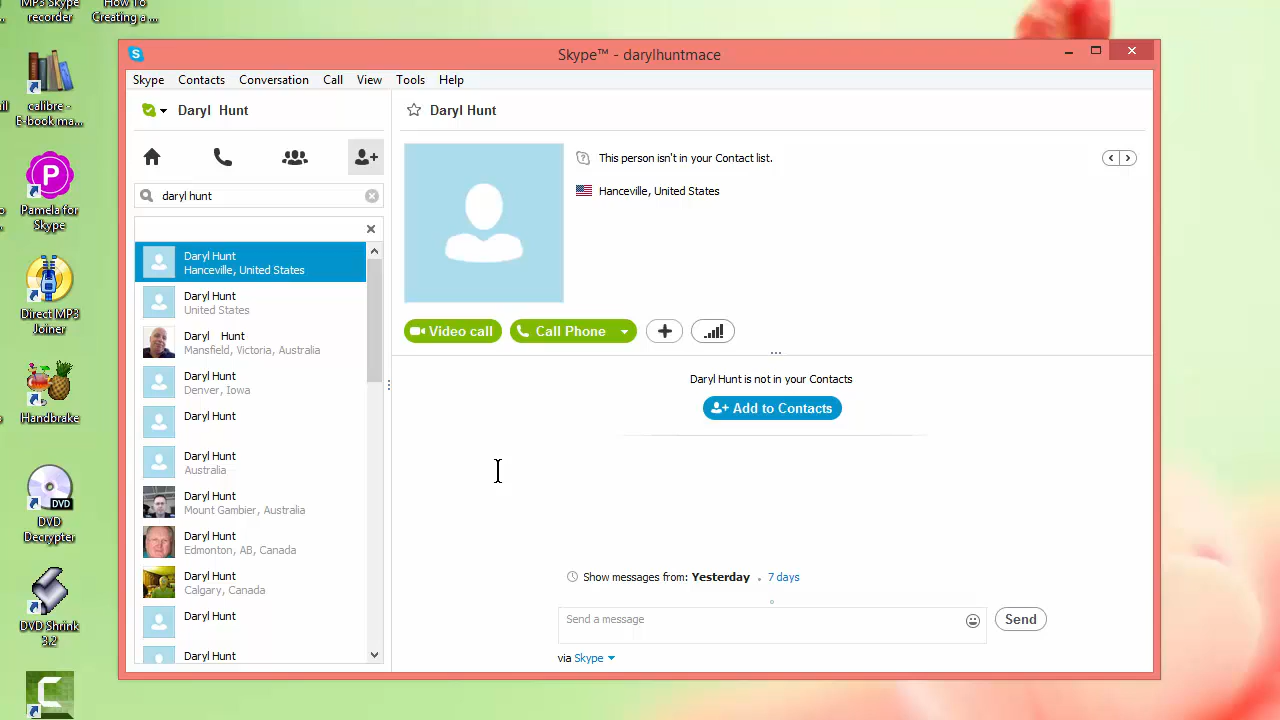 MP3 Skype
recorder
How To
Creating a ...
calibre -
E-book ma...
Pamela for
Skype
Direct MP3
Joiner
Handbrake
DVD
DVD
Decrypter
DVD Shrink
3.2
Skype™ - darylhuntmace
Skype Contacts Conversation Call View Tools Help
Daryl Hunt
daryl hunt
Daryl Hunt
Hanceville, United States
Daryl Hunt
United States
Daryl Hunt
Mansfield, Victoria, Australia
Daryl Hunt
Denver, Iowa
Daryl Hunt
Daryl Hunt
Australia
Daryl Hunt
Mount Gambier, Australia
Daryl Hunt
Edmonton, AB, Canada
Daryl Hunt
Calgary, Canada
Daryl Hunt
Daryl Hunt
Daryl Hunt
This person isn't in your Contact list.
Hanceville, United States
Video call
Call Phone
Daryl Hunt is not in your Contacts
Add to Contacts
Show messages from: Yesterday . 7 days
Send a message
Send
via Skype